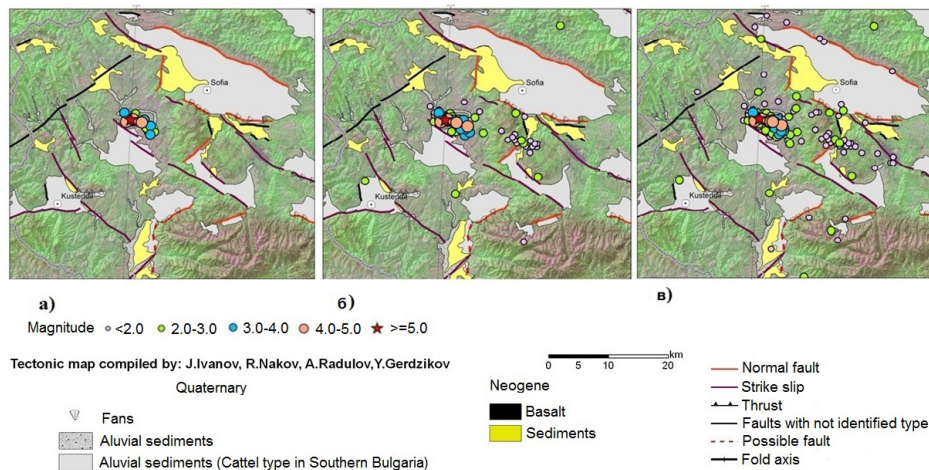 Sofia
Kustendil
Sofia
Kustendil
Sofia
Kustendil
а)
б)
в)
Magnitude <2.0 2.0-3.0 3.0-4.0 4.0-5.0 >=5.0
Tectonic map compiled by: J.Ivanov, R.Nakov, A.Radulov,Y.Gerdzikov
Quaternary
Fans
Aluvial sediments
Aluvial sediments (Cattel type in Southern Bulgaria)
0 10 20 km
Neogene
Basalt
Sediments
Normal fault
Strike slip
Thrust
Faults with not identified type
Possible fault
Fold axis